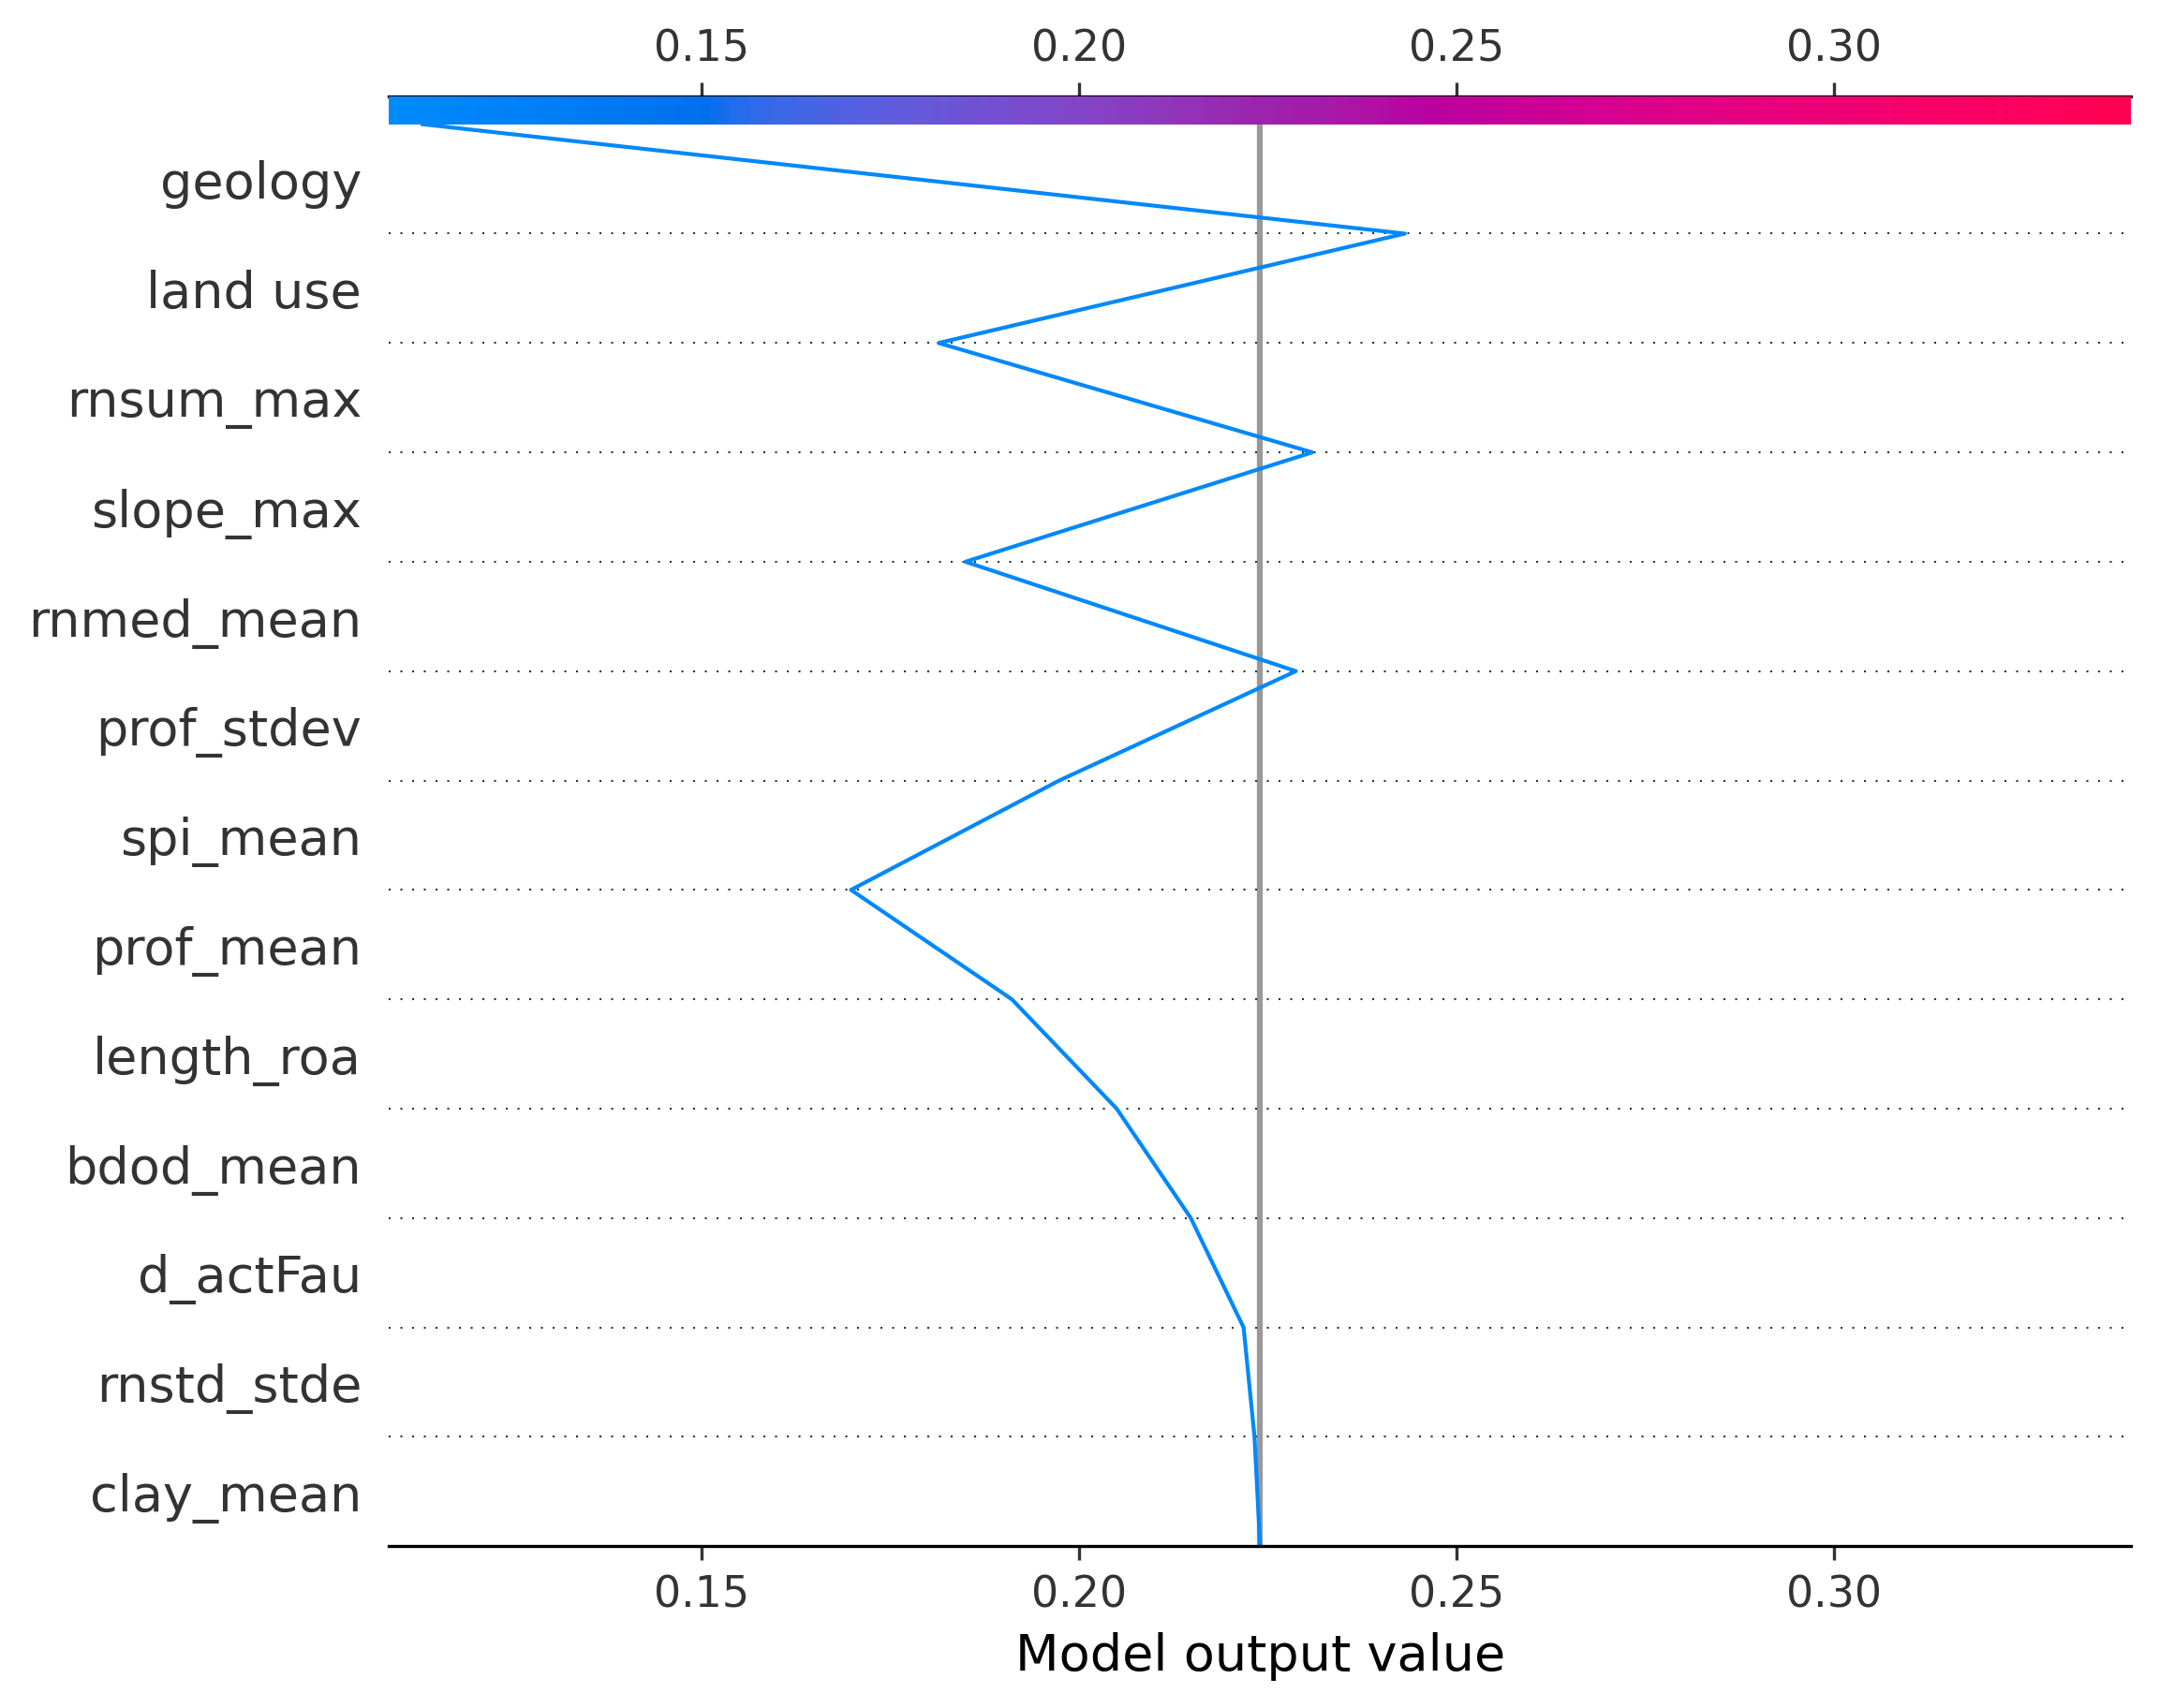 0.15 0.20 0.25 0.30
geology
land use
rnsum_max
slope_max
rnmed_mean
prof_stdev
spi_mean
prof_mean
length_roa
bdod_mean
d_actFau
rnstd_stde
clay_mean
0.15 0.20 0.25 0.30
Model output value